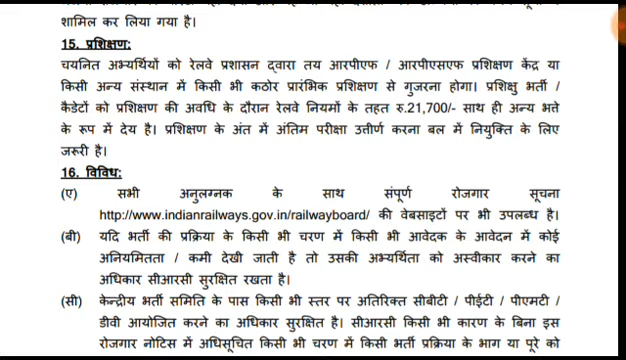 शामिल कर लिया गया है।
15. प्रशिक्षण:
चयनित अभ्यर्थियों को रेलवे प्रशासन द्वारा तय आरपीएफ / आरपीएसएफ प्रशिक्षण केंद्र या
किसी अन्य संस्थान में किसी भी कठोर प्रारंभिक प्रशिक्षण से गुजरना होगा। प्रशिक्षु भर्ती /
कैडेटों को प्रशिक्षण की अवधि के दौरान रेलवे नियमों के तहत रु.21,700/- साथ ही अन्य भत्ते
के रूप में देय है। प्रशिक्षण के अंत में अंतिम परीक्षा उत्तीर्ण करना बल में नियुक्ति के लिए
जरूरी है।
16. विविध:
(ए) सभी अनुलग्नक के साथ संपूर्ण रोजगार सूचना
http://www.indianrailways.gov.in/railwayboard/ की वेबसाइटों पर भी उपलब्ध है।
(बी) यदि भर्ती की प्रक्रिया के किसी भी चरण में किसी भी आवेदक के आवेदन में कोई
अनियमितता / कमी देखी जाती है तो उसकी अभ्यर्थिता को अस्वीकार करने का
अधिकार सीआरसी सुरक्षित रखता है।
(सी) केन्द्रीय भर्ती समिति के पास किसी भी स्तर पर अतिरिक्त सीबीटी / पीईटी / पीएमटी /
डीवी आयोजित करने का अधिकार सुरक्षित है। सीआरसी किसी भी कारण के बिना इस
रोजगार नोटिस में अधिसूचित किसी भी चरण में किसी भर्ती प्रक्रिया के भाग या पूरे को